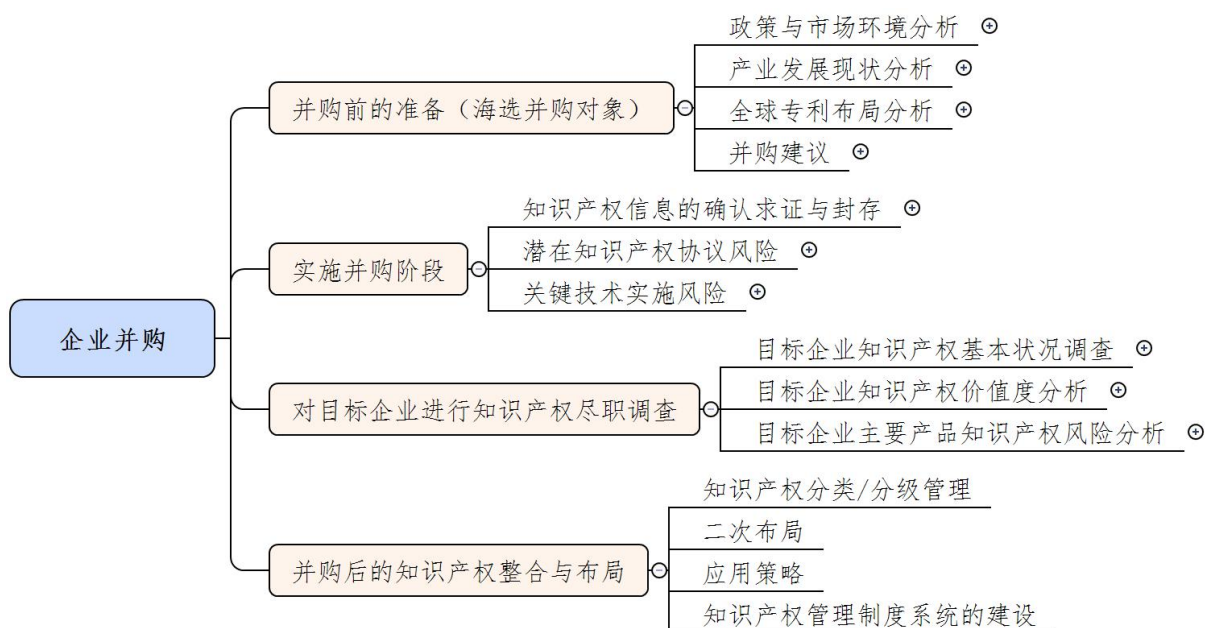 企业并购
并购前的准备（海选并购对象）
政策与市场环境分析
产业发展现状分析
全球专利布局分析
并购建议
实施并购阶段
知识产权信息的确认求证与封存
潜在知识产权协议风险
关键技术实施风险
对目标企业进行知识产权尽职调查
目标企业知识产权基本状况调查
目标企业知识产权价值度分析
目标企业主要产品知识产权风险分析
并购后的知识产权整合与布局
知识产权分类/分级管理
二次布局
应用策略
知识产权管理制度系统的建设